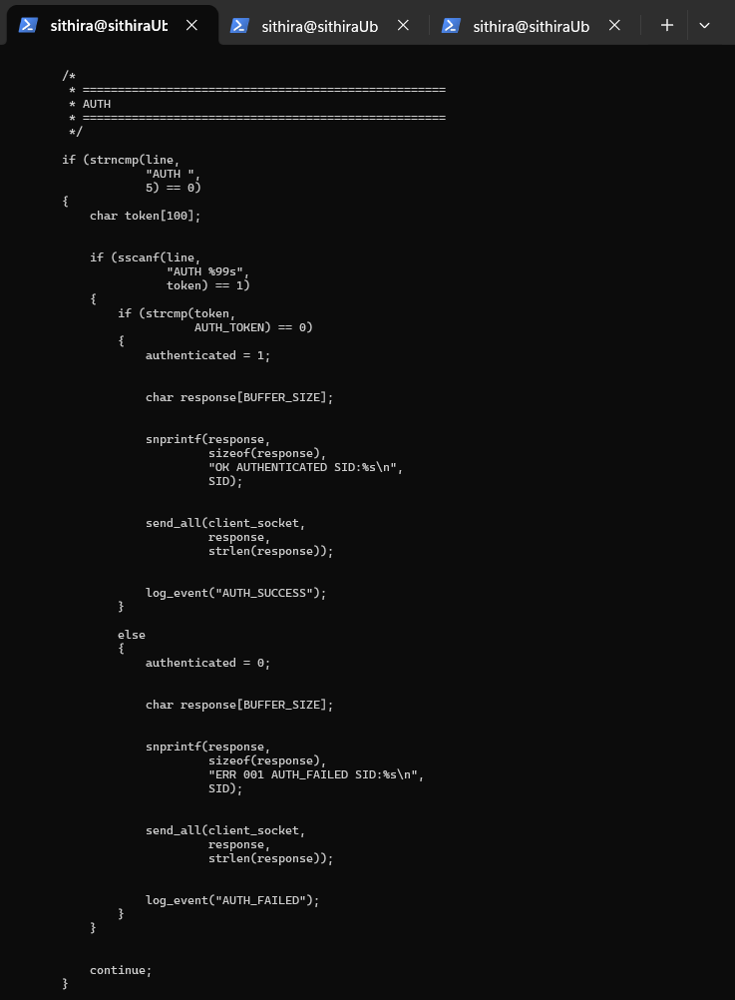 sithira@sithiraUb
sithira@sithiraUb
sithira@sithiraUb
/*
 * ====================================================
 * AUTH
 * ====================================================
 */
if (strncmp(line,
            "AUTH ",
            5) == 0)
{
    char token[100];
    if (sscanf(line,
               "AUTH %99s",
               token) == 1)
    {
        if (strcmp(token,
                   AUTH_TOKEN) == 0)
        {
            authenticated = 1;
            char response[BUFFER_SIZE];
            snprintf(response,
                     sizeof(response),
                     "OK AUTHENTICATED SID:%s\n",
                     SID);
            send_all(client_socket,
                     response,
                     strlen(response));
            log_event("AUTH_SUCCESS");
        }
        else
        {
            authenticated = 0;
            char response[BUFFER_SIZE];
            snprintf(response,
                     sizeof(response),
                     "ERR 001 AUTH_FAILED SID:%s\n",
                     SID);
            send_all(client_socket,
                     response,
                     strlen(response));
            log_event("AUTH_FAILED");
        }
    }
    continue;
}